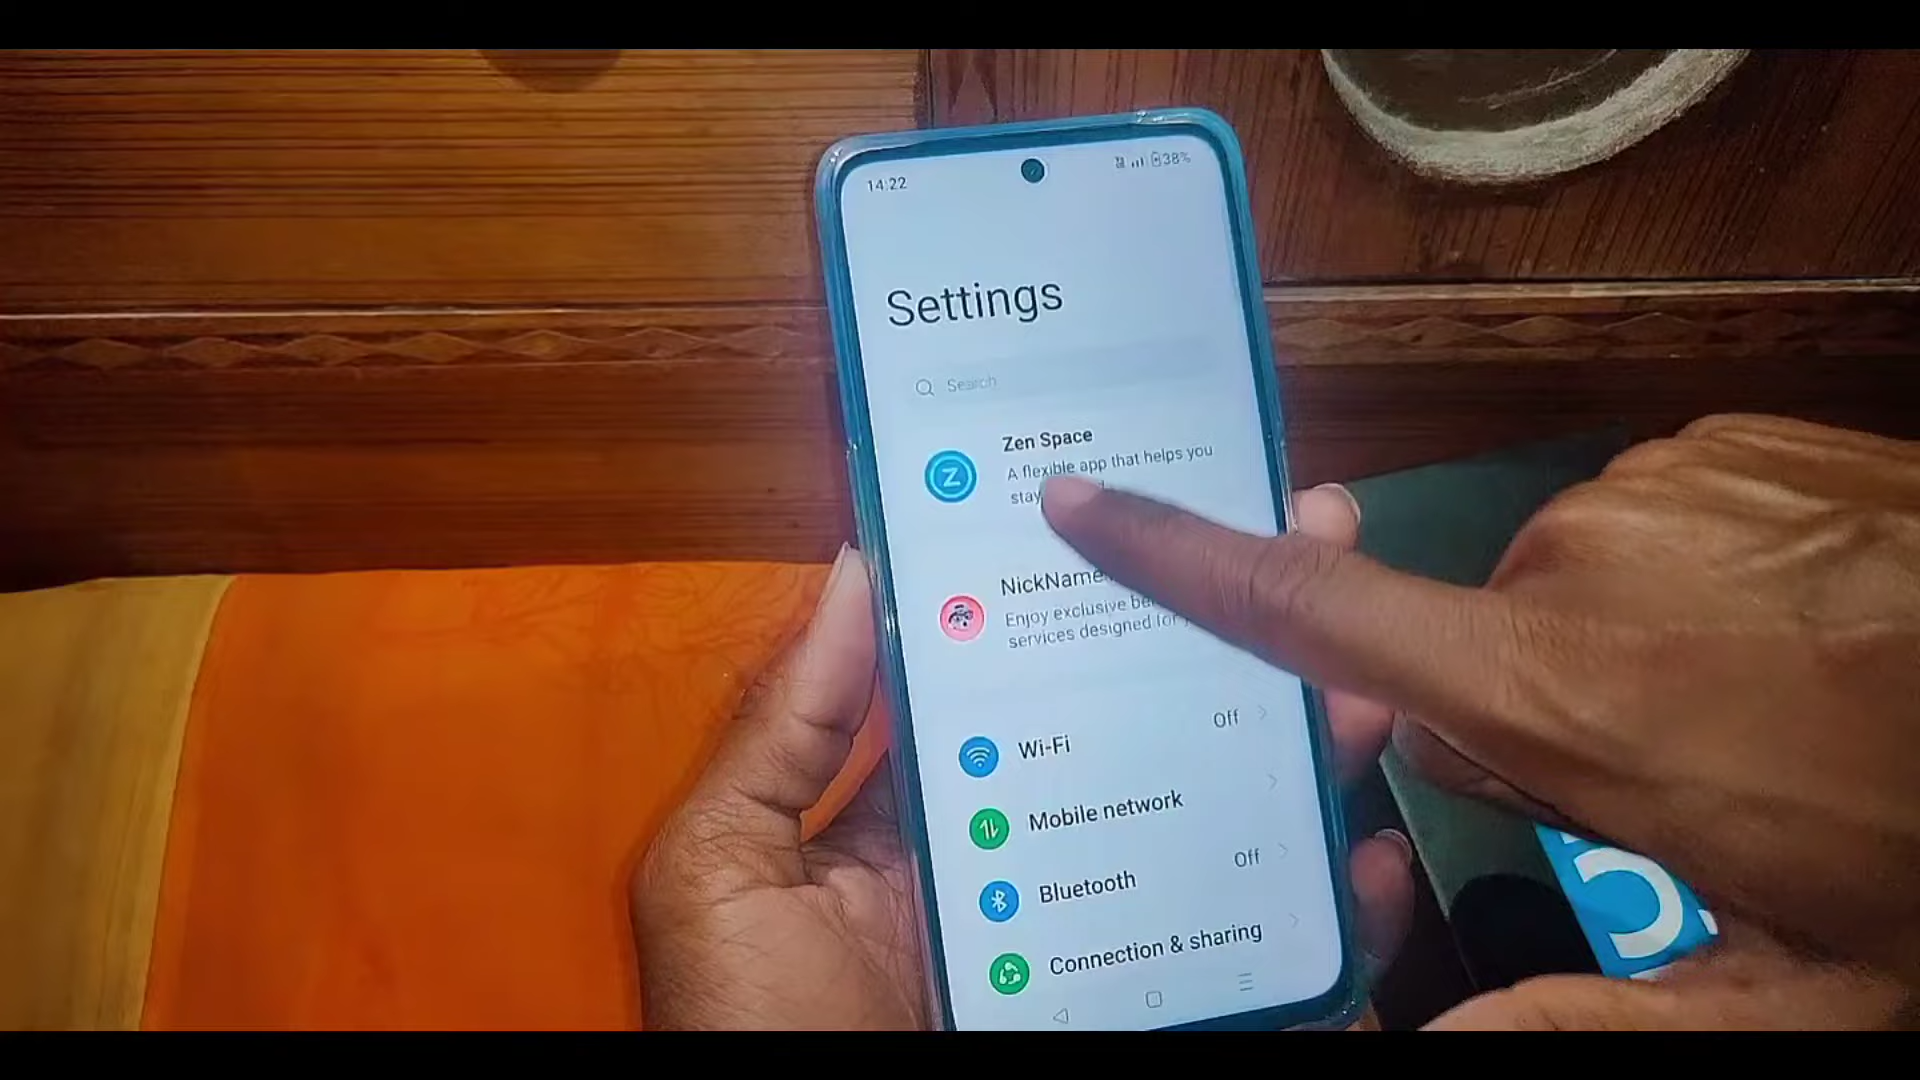 14:22
38%
Settings
Search
Zen Space
A flexible app that helps you
stay
NickName
Enjoy exclusive
services designed for
Wi-Fi
Off
Mobile network
Bluetooth
Off
Connection & sharing
5